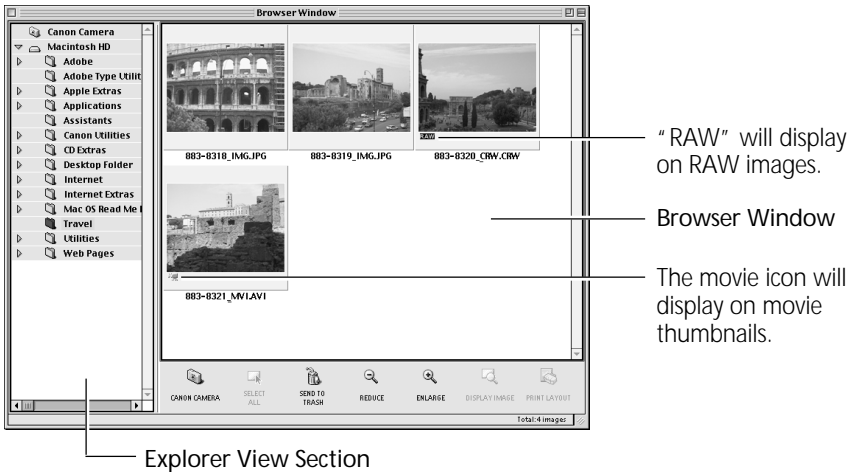 Browser Window
Canon Camera
Macintosh HD
Adobe
Adobe Type Utilit
Apple Extras
Applications
Assistants
Canon Utilities
CD Extras
Desktop Folder
Internet
Internet Extras
Mac OS Read Me
Travel
Utilities
Web Pages
883-8318_IMG.JPG
883-8319_IMG.JPG
RAW
883-8320_CRW.CRW
883-8321_MVI.AVI
CANON CAMERA
SELECT
ALL
SEND TO
TRASH
REDUCE
ENLARGE
DISPLAY IMAGE
PRINT LAYOUT
Total:4 images
“RAW” will display
on RAW images.
Browser Window
The movie icon will
display on movie
thumbnails.
Explorer View Section